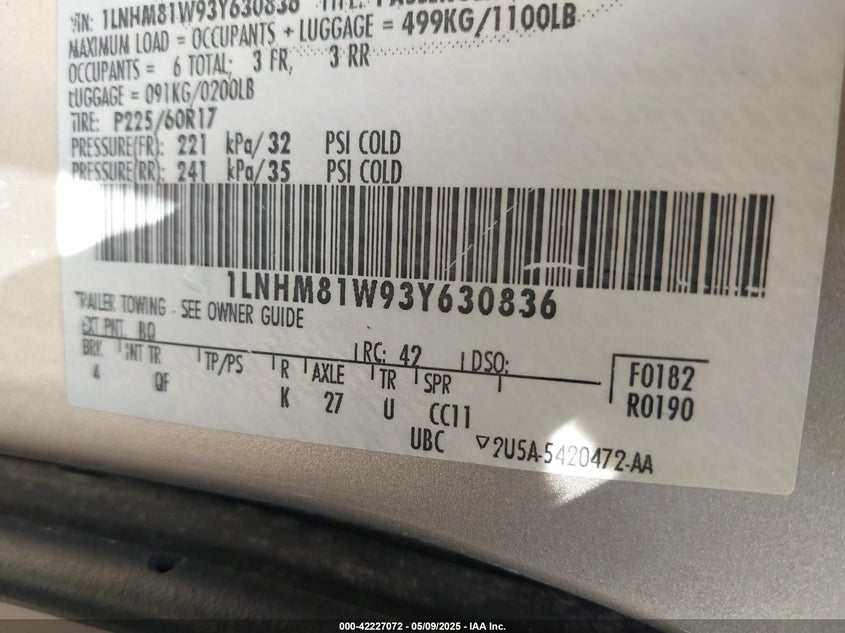 VIN: 1LNHM81W93Y630836 TYPE:
MAXIMUM LOAD = OCCUPANTS + LUGGAGE = 499KG/1100LB
OCCUPANTS = 6 TOTAL; 3 FR, 3 RR
LUGGAGE = 091KG/0200LB
TIRE: P225/60R17
PRESSURE(FR): 221 kPa/32 PSI COLD
PRESSURE(RR): 241 kPa/35 PSI COLD
1LNHM81W93Y630836
TRAILER TOWING - SEE OWNER GUIDE
EXT PNT: BQ RC: 42 DSO:
BRK INT TR TP/PS R AXLE TR SPR F0182
4 QF K 27 U CC11 R0190
UBC ▽2U5A-5420472-AA
000-42227072 - 05/09/2025 - IAA Inc.